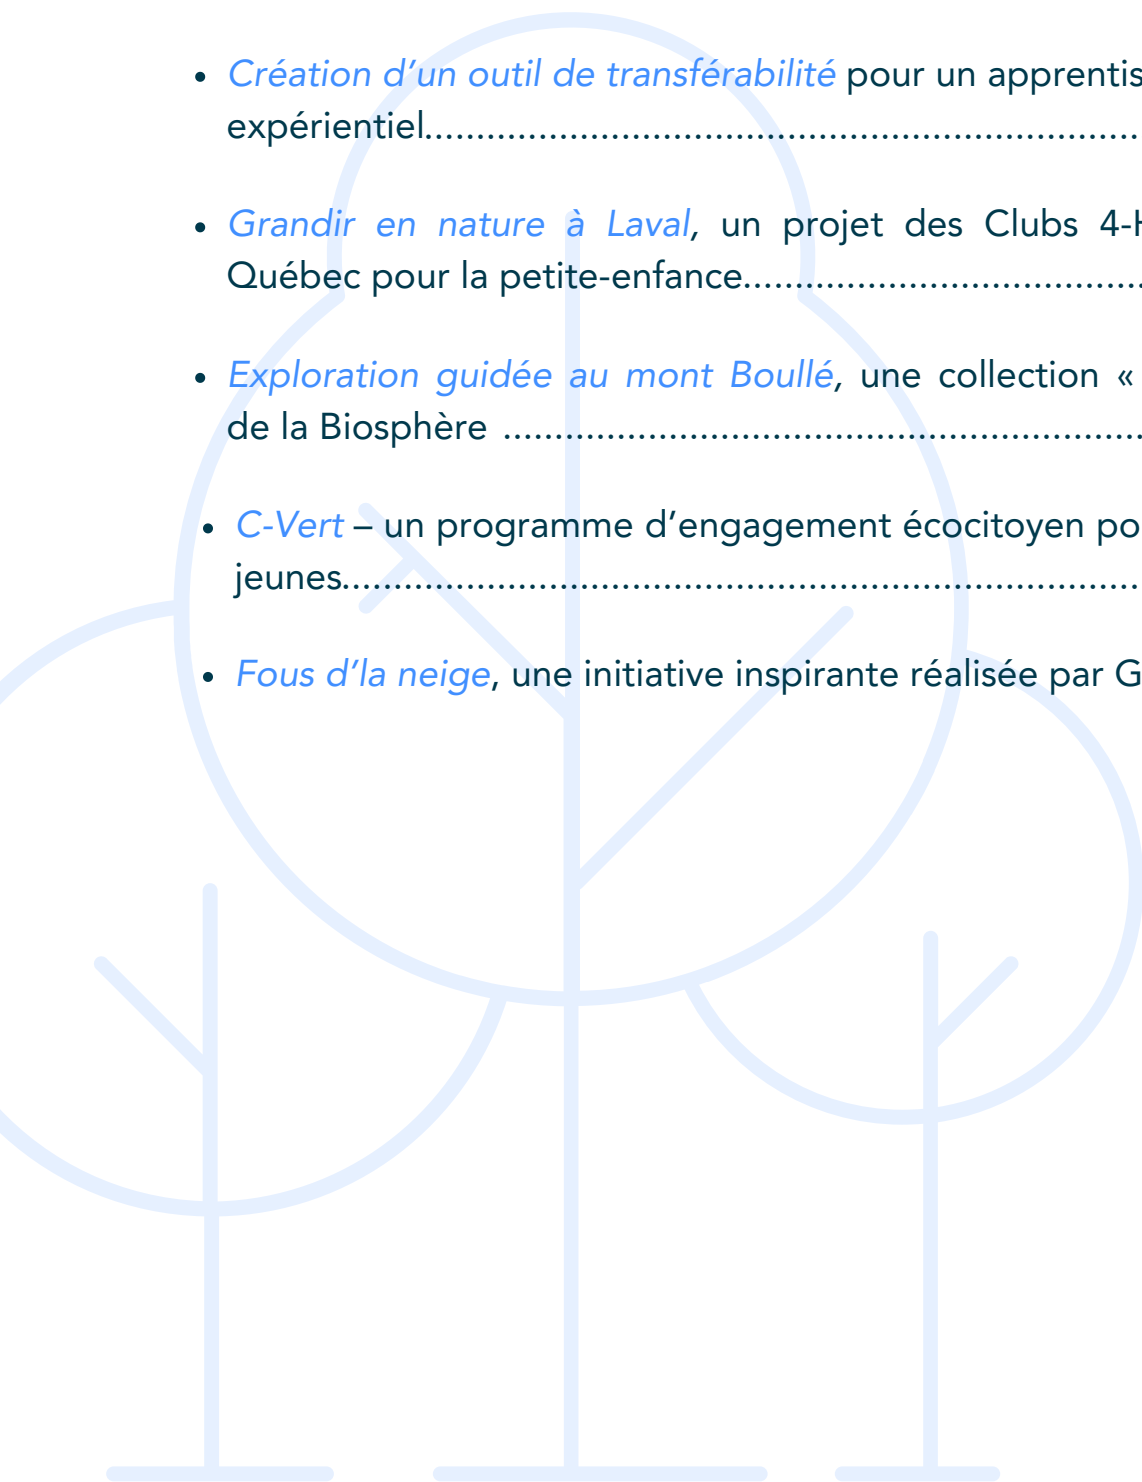 • Création d’un outil de transférabilité pour un apprentis
expérientiel......................................................................
• Grandir en nature à Laval, un projet des Clubs 4-H
Québec pour la petite-enfance.......................................
• Exploration guidée au mont Boullé, une collection «
de la Biosphère ..............................................................
• C-Vert – un programme d’engagement écocitoyen po
jeunes..............................................................................
• Fous d’la neige, une initiative inspirante réalisée par G